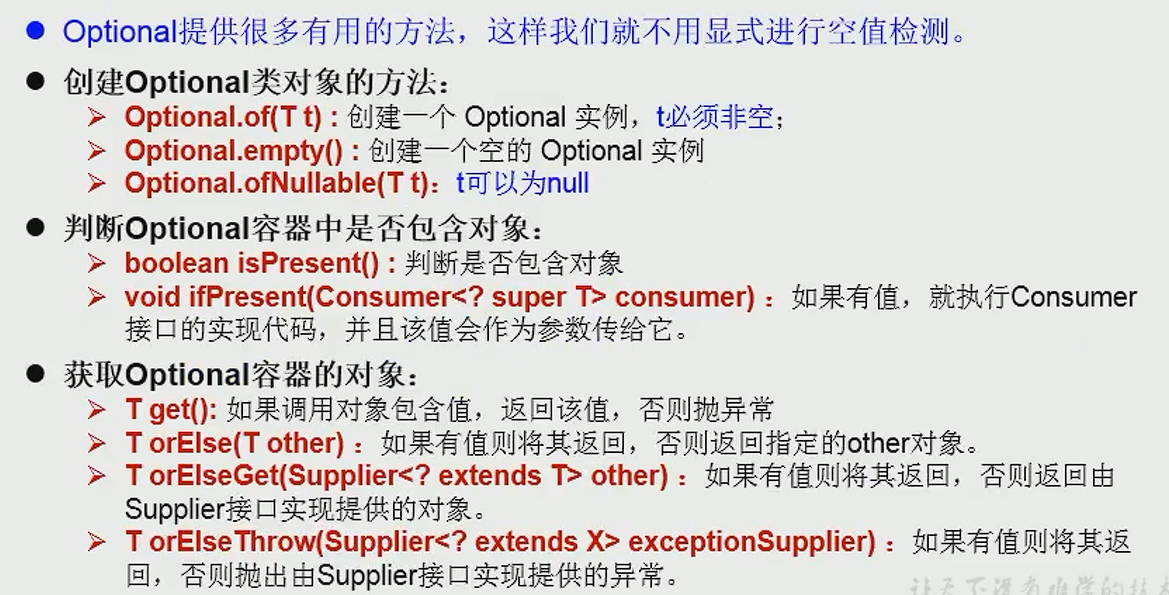 ● Optional提供很多有用的方法，这样我们就不用显式进行空值检测。
● 创建Optional类对象的方法：
➢ Optional.of(T t) : 创建一个 Optional 实例，t必须非空；
➢ Optional.empty() : 创建一个空的 Optional 实例
➢ Optional.ofNullable(T t)：t可以为null
● 判断Optional容器中是否包含对象：
➢ boolean isPresent() : 判断是否包含对象
➢ void ifPresent(Consumer<? super T> consumer) ：如果有值，就执行Consumer
接口的实现代码，并且该值会作为参数传给它。
● 获取Optional容器的对象：
➢ T get(): 如果调用对象包含值，返回该值，否则抛异常
➢ T orElse(T other) ：如果有值则将其返回，否则返回指定的other对象。
➢ T orElseGet(Supplier<? extends T> other) ：如果有值则将其返回，否则返回由
Supplier接口实现提供的对象。
➢ T orElseThrow(Supplier<? extends X> exceptionSupplier) ：如果有值则将其返
回，否则抛出由Supplier接口实现提供的异常。
让天下没有难学的技